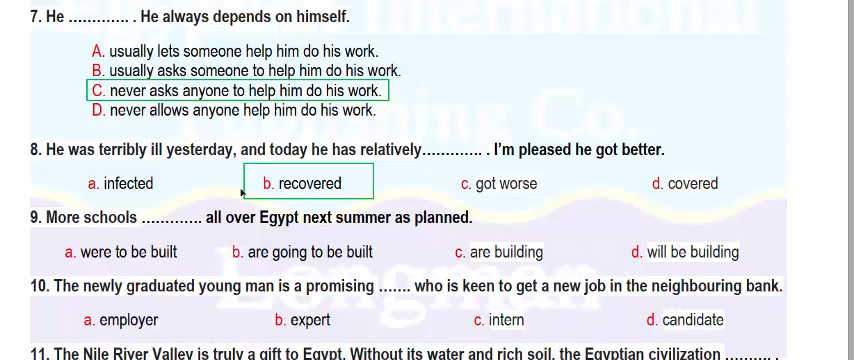 7. He ............. . He always depends on himself.
A. usually lets someone help him do his work.
B. usually asks someone to help him do his work.
C. never asks anyone to help him do his work.
D. never allows anyone help him do his work.
8. He was terribly ill yesterday, and today he has relatively............. . I'm pleased he got better.
a. infected b. recovered c. got worse d. covered
9. More schools ............. all over Egypt next summer as planned.
a. were to be built b. are going to be built c. are building d. will be building
10. The newly graduated young man is a promising ....... who is keen to get a new job in the neighbouring bank.
a. employer b. expert c. intern d. candidate
11. The Nile River Valley is truly a gift to Egypt. Without its water and rich soil, the Egyptian civilization .......... .
International
Publishing Co.
Longman